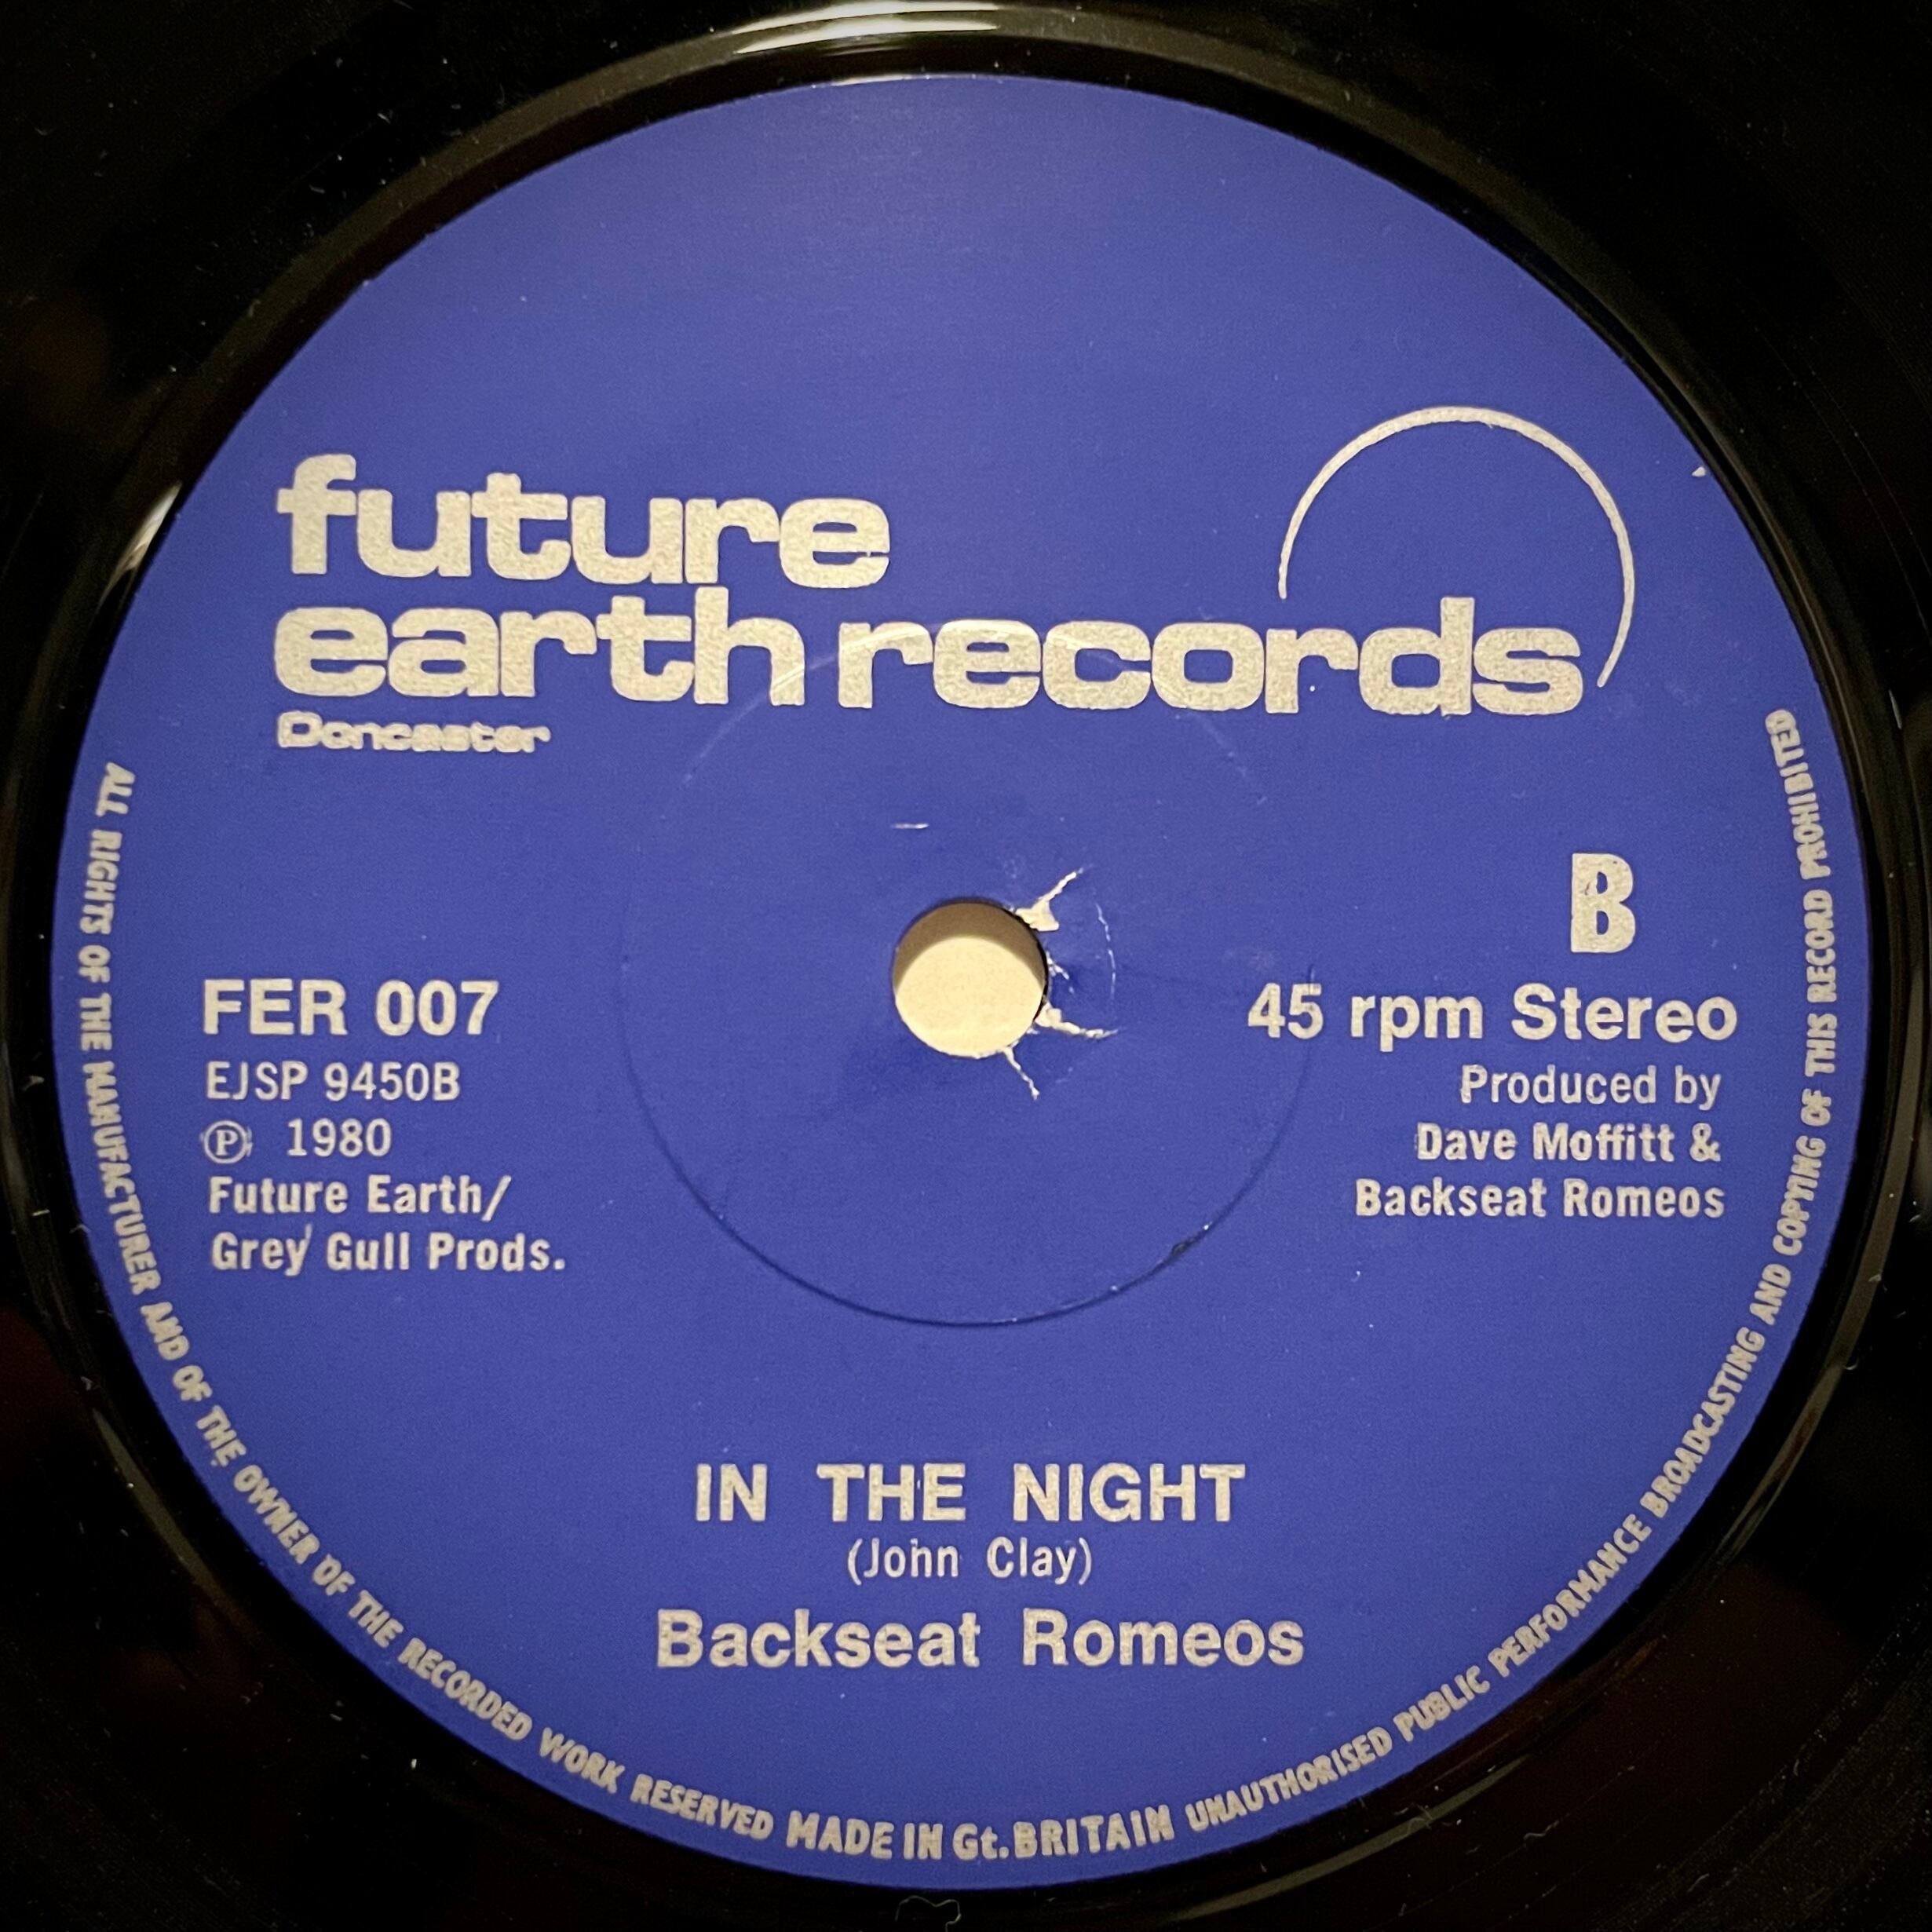 future
earth records
Doncaster
B
FER 007
EJSP 9450B
℗ 1980
Future Earth/
Grey Gull Prods.
45 rpm Stereo
Produced by
Dave Moffitt &
Backseat Romeos
IN THE NIGHT
(John Clay)
Backseat Romeos
ALL RIGHTS OF THE MANUFACTURER AND OF THE OWNER OF THE RECORDED WORK RESERVED MADE IN Gt. BRITAIN UNAUTHORISED PUBLIC PERFORMANCE BROADCASTING AND COPYING OF THIS RECORD PROHIBITED